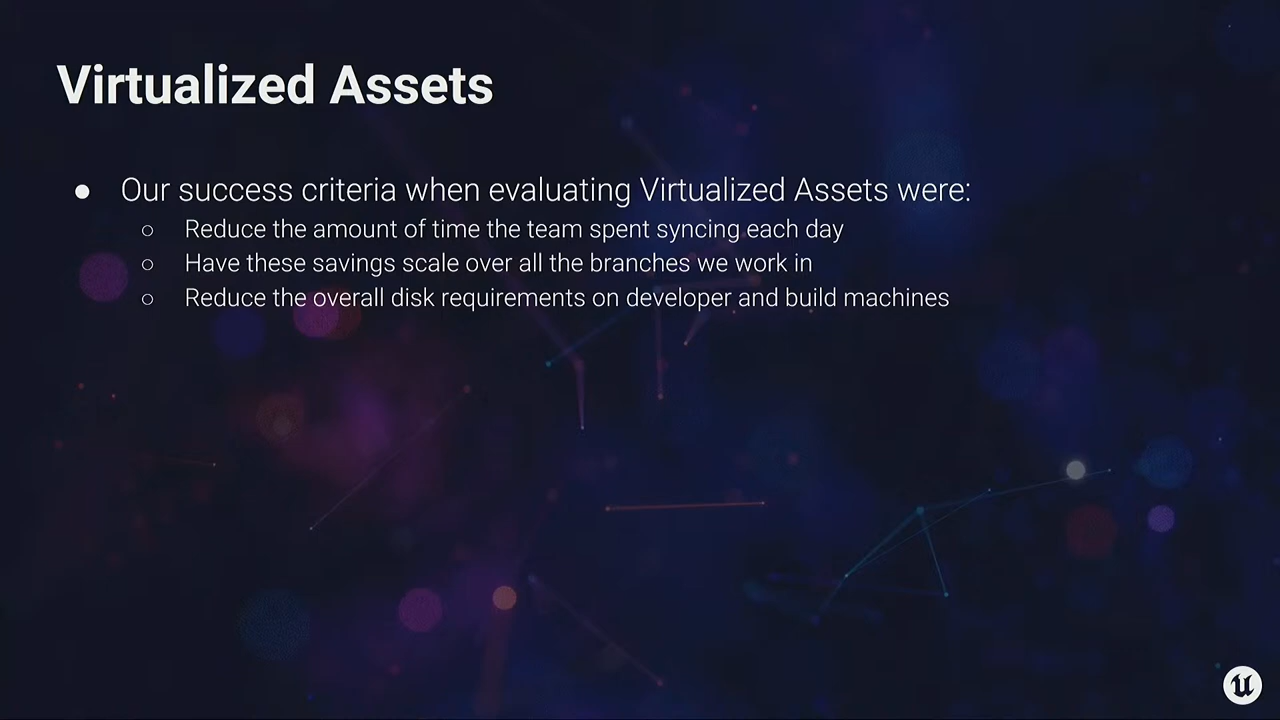 Virtualized Assets
● Our success criteria when evaluating Virtualized Assets were:
○ Reduce the amount of time the team spent syncing each day
○ Have these savings scale over all the branches we work in
○ Reduce the overall disk requirements on developer and build machines